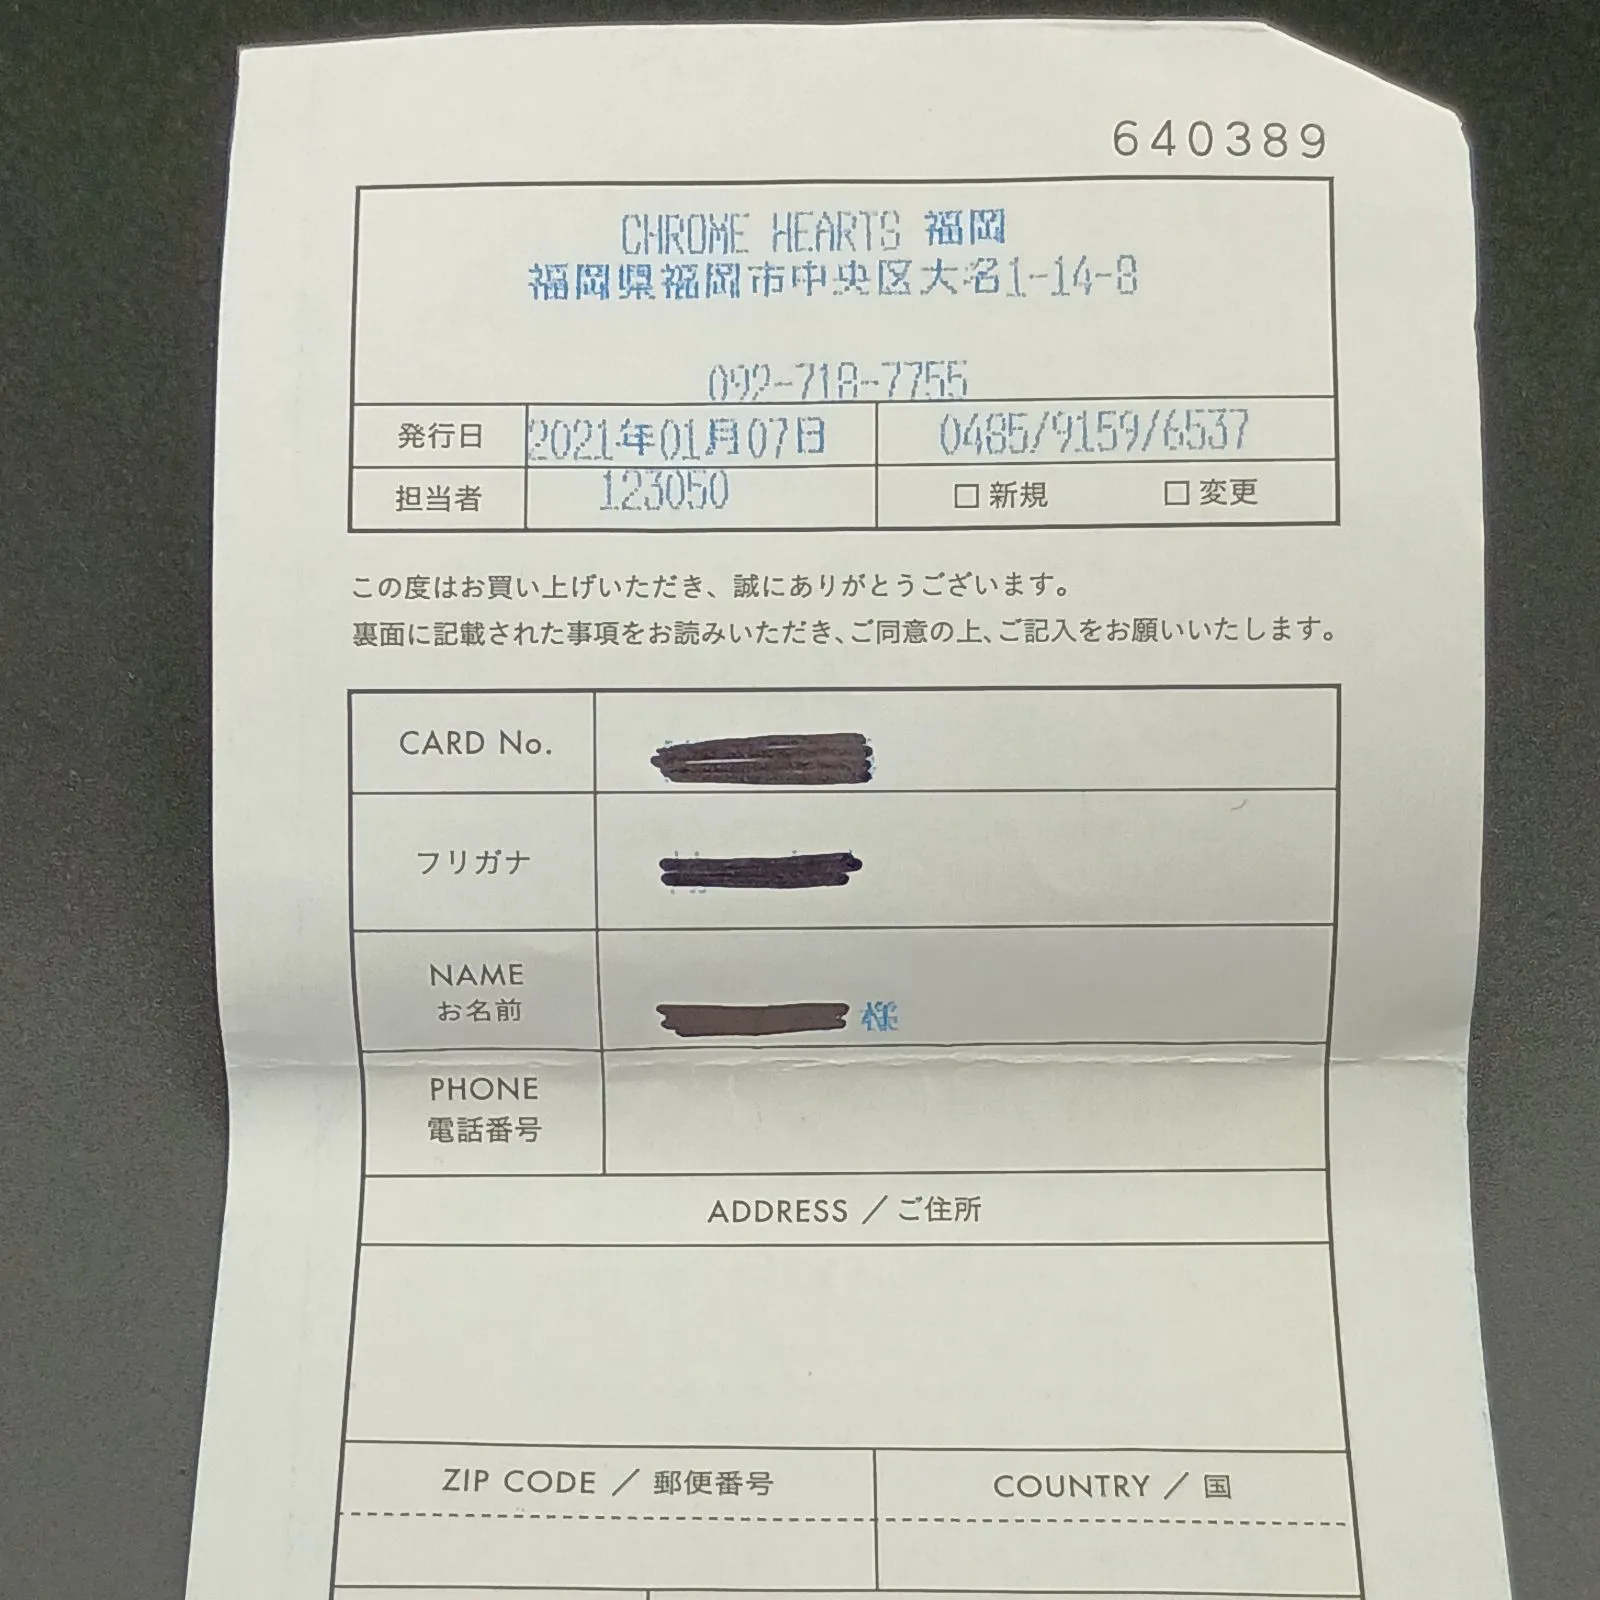 640389
CHROME HEARTS 福岡
福岡県福岡市中央区大名1-14-8
092-718-7755
発行日 2021年01月07日 0485/9159/6537
担当者 123050 □ 新規 □ 変更
この度はお買い上げいただき、誠にありがとうございます。
裏面に記載された事項をお読みいただき、ご同意の上、ご記入をお願いいたします。
CARD No.
フリガナ
NAME
お名前 様
PHONE
電話番号
ADDRESS / ご住所
ZIP CODE / 郵便番号 COUNTRY / 国